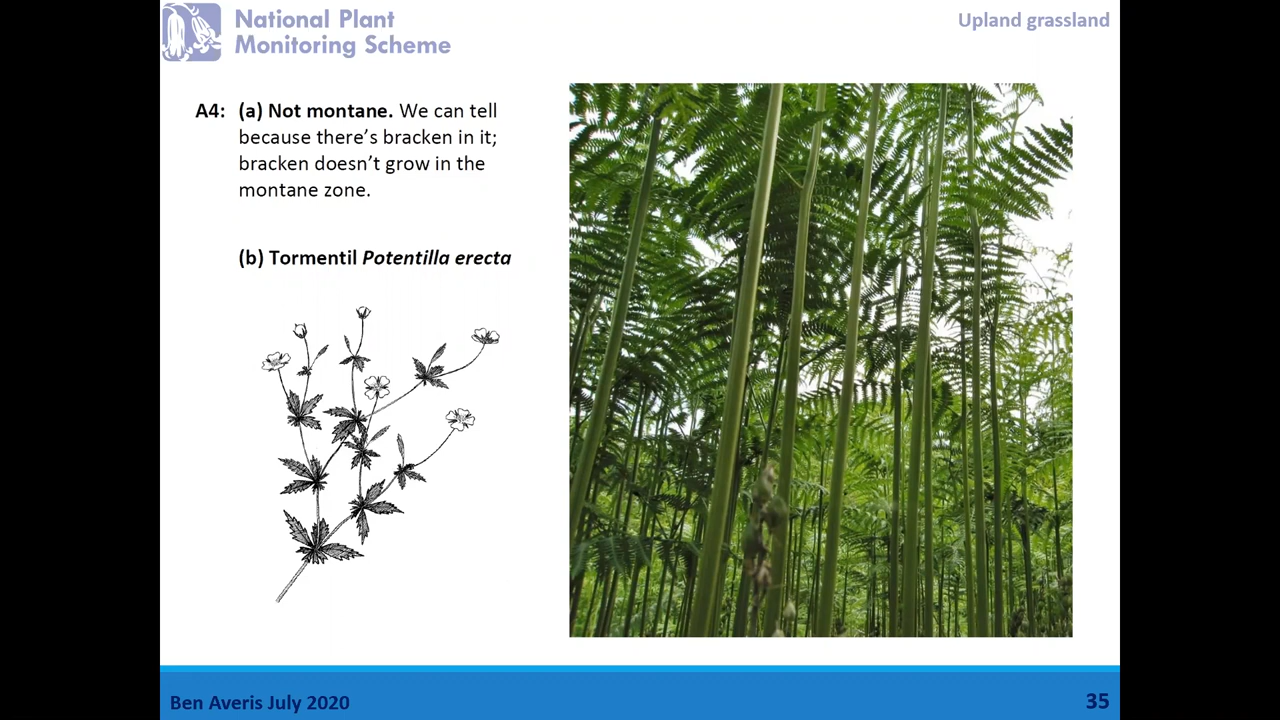 National Plant
Monitoring Scheme
Upland grassland
A4: (a) Not montane. We can tell
because there's bracken in it;
bracken doesn't grow in the
montane zone.
(b) Tormentil Potentilla erecta
Ben Averis July 2020
35